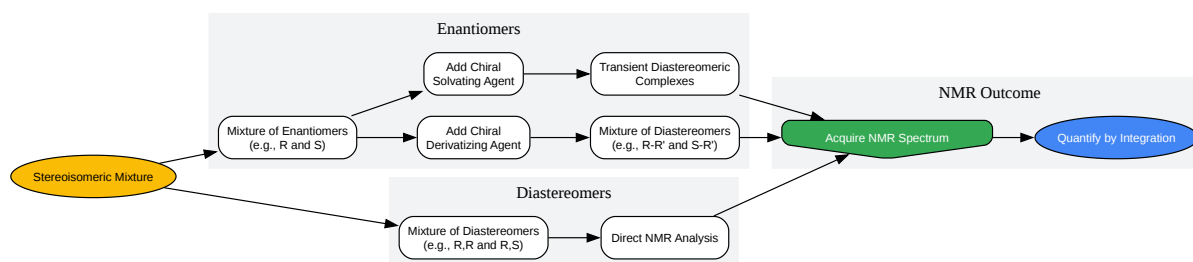 Enantiomers
Add Chiral
Solvating Agent
Transient Diastereomeric
Complexes
NMR Outcome
Mixture of Enantiomers
(e.g., R and S)
Add Chiral
Derivatizing Agent
Mixture of Diastereomers
(e.g., R-R' and S-R')
Acquire NMR Spectrum
Quantify by Integration
Stereoisomeric Mixture
Diastereomers
Mixture of Diastereomers
(e.g., R,R and R,S)
Direct NMR Analysis